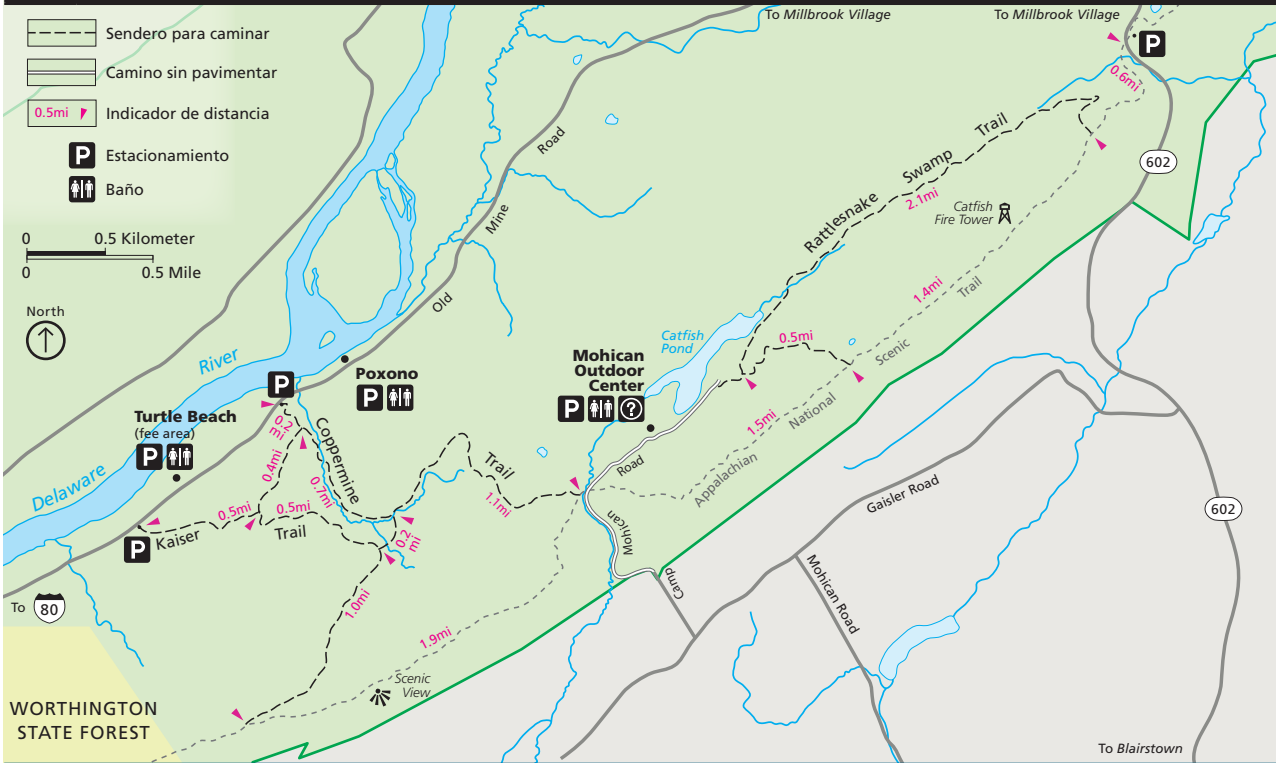 To Millbrook Village
To Millbrook Village
Sendero para caminar
Camino sin pavimentar
0.5mi
Indicador de distancia
P
Estacionamiento
Baño
0
0.5 Kilometer
0
0.5 Mile
North
P
0.6mi
602
Rattlesnake Swamp Trail
2.1mi
Catfish
Fire Tower
1.4mi
Old Mine Road
River
Delaware
P
Poxono
P
Turtle Beach
(fee area)
P
Catfish
Pond
Mohican
Outdoor
Center
P ?
0.5mi
Appalachian National Scenic Trail
1.5mi
0.2
mi
0.4mi
Coppermine Trail
0.7mi
1.1mi
0.5mi
0.5mi
Kaiser Trail
P
0.2
mi
1.0mi
Camp Mohican Road
Gaisler Road
Mohican Road
602
To 80
1.9mi
Scenic
View
WORTHINGTON
STATE FOREST
To Blairstown